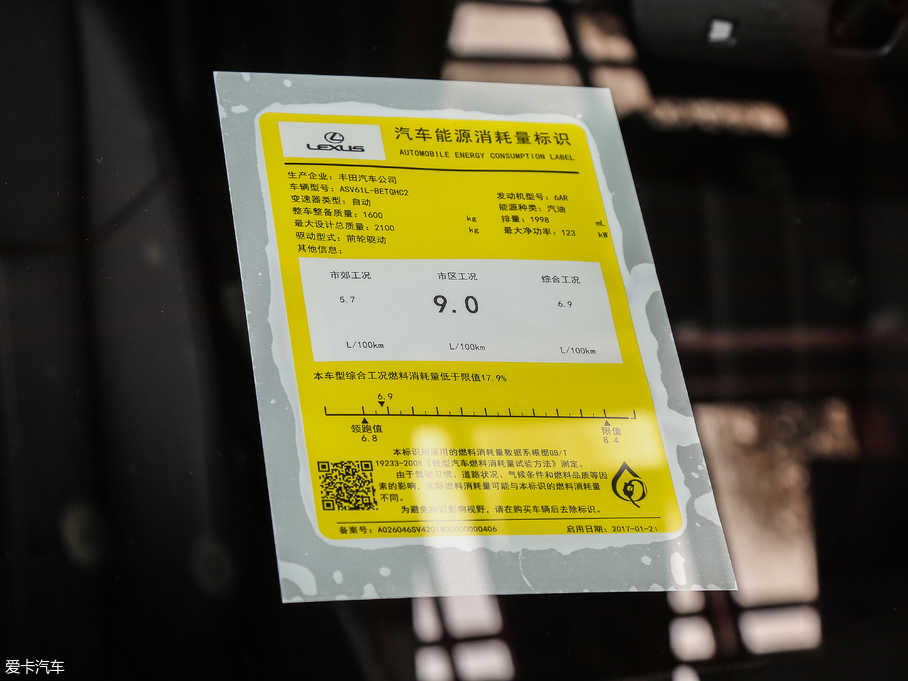 LEXUS
汽车能源消耗量标识
AUTOMOBILE ENERGY CONSUMPTION LABEL
生产企业：丰田汽车公司
车辆型号：ASV61L-BETGHC2
变速器类型：自动
整车整备质量：1600 kg
最大设计总质量：2100 kg
驱动型式：前轮驱动
其他信息：
发动机型号：6AR
能源种类：汽油
排量：1998 mL
最大净功率：123 kW
市郊工况 市区工况 综合工况
5.7 9.0 6.9
L/100km L/100km L/100km
本车型综合工况燃料消耗量低于限值17.9%
6.9
领跑值 限值
6.8 8.4
本标识所采用的燃料消耗量数据系根据GB/T
19233-2008《轻型汽车燃料消耗量试验方法》测定。
由于驾驶习惯、道路状况、气候条件和燃料品质等因
素的影响，实际燃料消耗量可能与本标识的燃料消耗量
不同。
为避免标识影响视野，请在购买车辆后去除标识。
备案号： 启用日期：2017-01-2
爱卡汽车